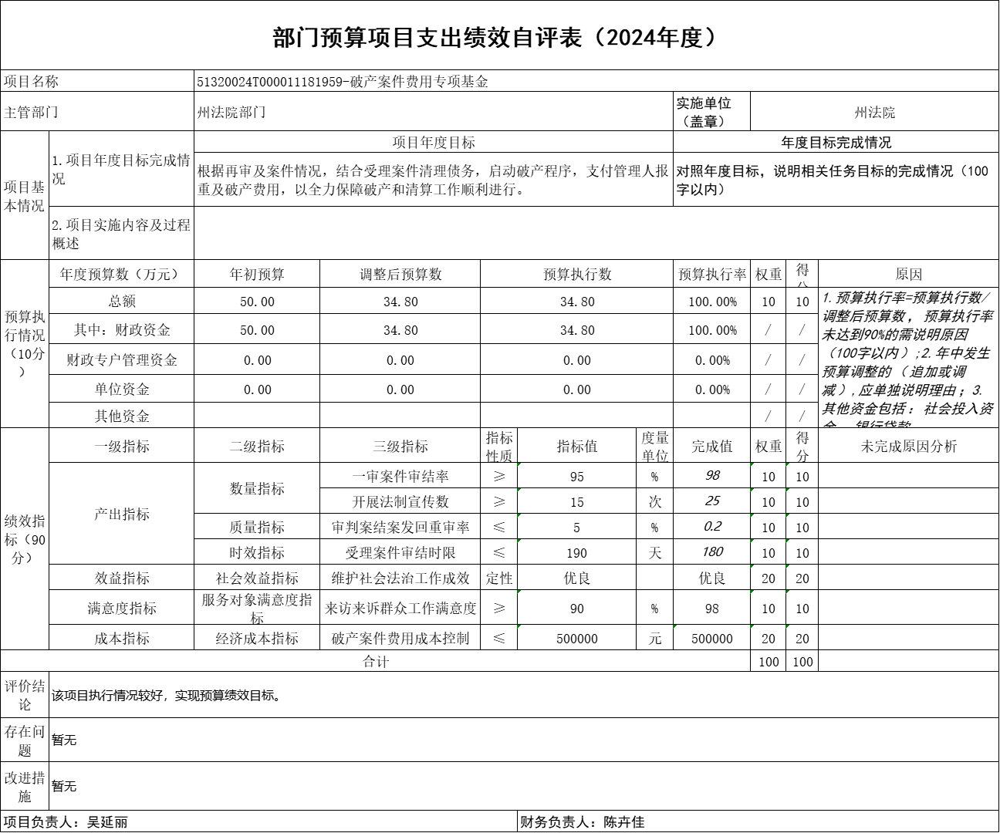 部门预算项目支出绩效自评表（2024年度）
项目名称 51320024T000011181959-破产案件费用专项基金
主管部门 州法院部门 实施单位（盖章） 州法院
项目基本情况
1.项目年度目标完成情况
项目年度目标 年度目标完成情况
根据再审及案件情况，结合受理案件清理债务，启动破产程序，支付管理人报
重及破产费用，以全力保障破产和清算工作顺利进行。
对照年度目标，说明相关任务目标的完成情况（100
字以内）
2.项目实施内容及过程
概述
预算执行情况（10分）
年度预算数（万元） 年初预算 调整后预算数 预算执行数 预算执行率 权重 得 原因
总额 50.00 34.80 34.80 100.00% 10 10
其中：财政资金 50.00 34.80 34.80 100.00% / /
财政专户管理资金 0.00 0.00 0.00 0.00% / /
单位资金 0.00 0.00 0.00 0.00% / /
其他资金 / /
1.预算执行率=预算执行数/
调整后预算数，预算执行率
未达到90%的需说明原因
（100字以内）;2.年中发生
预算调整的（追加或调
减）,应单独说明理由；3.
其他资金包括：社会投入资
金、银行贷款
绩效指标（90分）
一级指标 二级指标 三级指标 指标性质 指标值 度量单位 完成值 权重 得分 未完成原因分析
产出指标 数量指标 一审案件审结率 ≥ 95 % 98 10 10
开展法制宣传数 ≥ 15 次 25 10 10
质量指标 审判案结案发回重审率 ≤ 5 % 0.2 10 10
时效指标 受理案件审结时限 ≤ 190 天 180 10 10
效益指标 社会效益指标 维护社会法治工作成效 定性 优良 优良 20 20
满意度指标 服务对象满意度指标 来访来诉群众工作满意度 ≥ 90 % 98 10 10
成本指标 经济成本指标 破产案件费用成本控制 ≤ 500000 元 500000 20 20
合计 100 100
评价结论 该项目执行情况较好，实现预算绩效目标。
存在问题 暂无
改进措施 暂无
项目负责人：吴延丽 财务负责人：陈卉佳